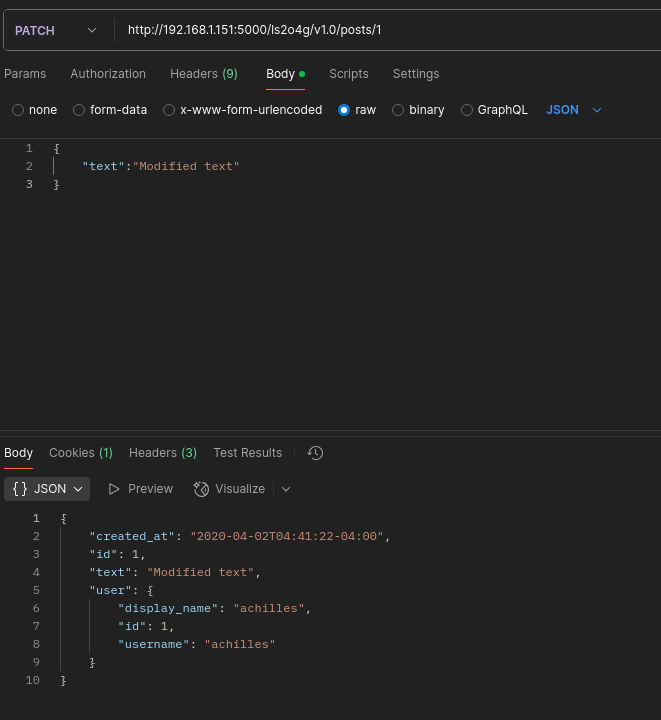 PATCH http://192.168.1.151:5000/ls2o4g/v1.0/posts/1
Params Authorization Headers (9) Body Scripts Settings
none form-data x-www-form-urlencoded raw binary GraphQL JSON
1 {
2 "text":"Modified text"
3 }
Body Cookies (1) Headers (3) Test Results
{} JSON Preview Visualize
1 {
2 "created_at": "2020-04-02T04:41:22-04:00",
3 "id": 1,
4 "text": "Modified text",
5 "user": {
6 "display_name": "achilles",
7 "id": 1,
8 "username": "achilles"
9 }
10 }